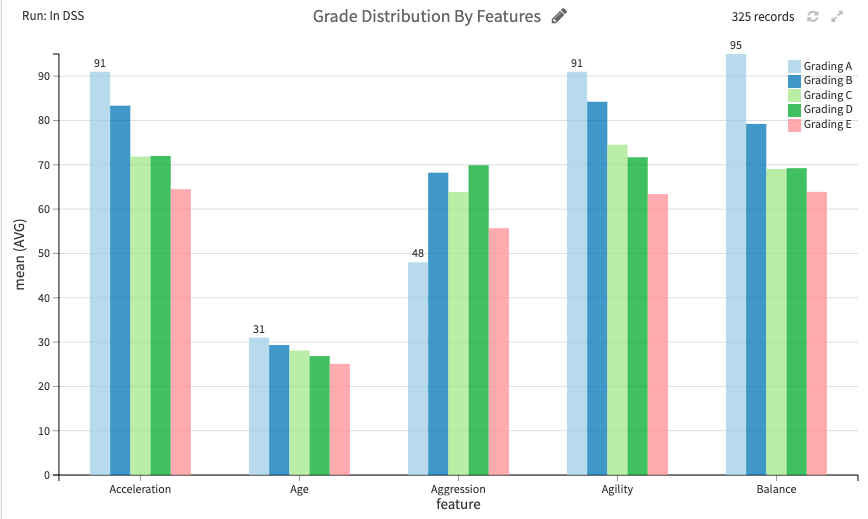 Run: In DSS
Grade Distribution By Features
325 records
Grading A
Grading B
Grading C
Grading D
Grading E
mean (AVG)
90
80
70
60
50
40
30
20
10
0
91
31
48
91
95
Acceleration
Age
Aggression
Agility
Balance
feature